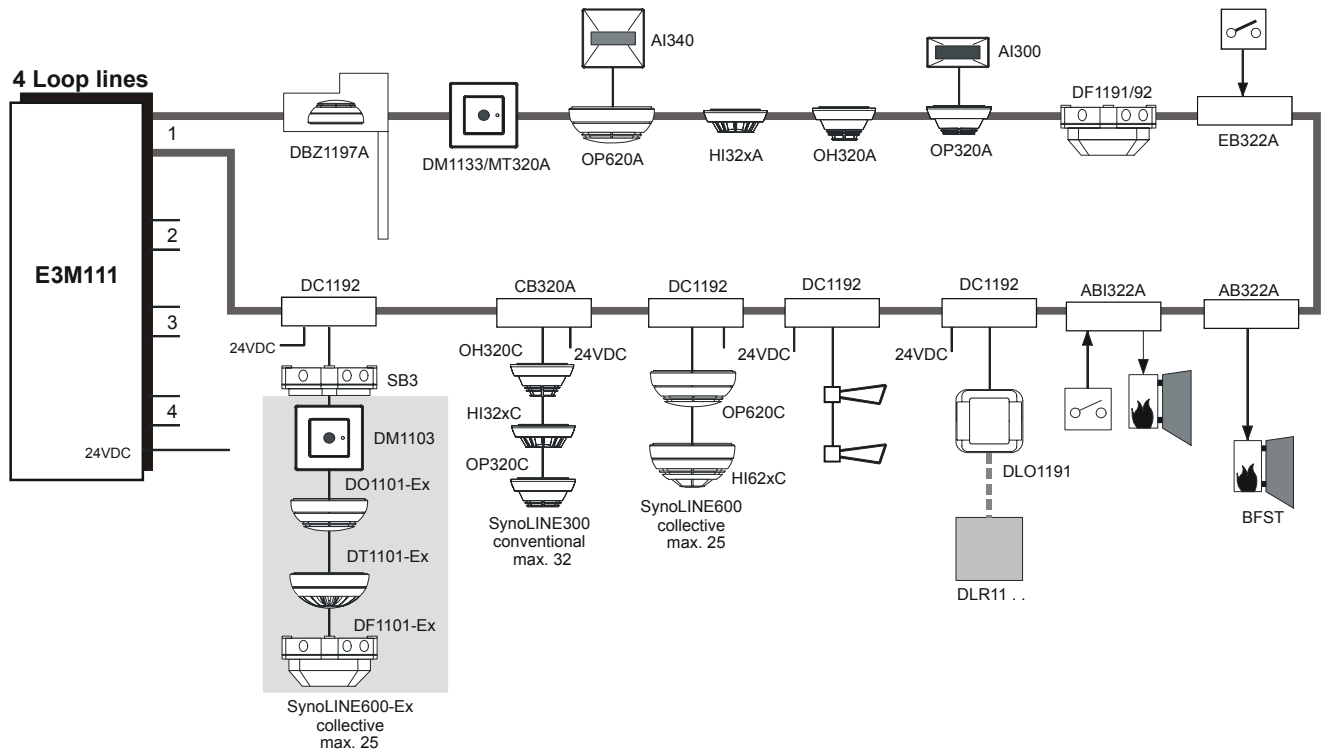 4 Loop lines
E3M111
1
2
3
4
24VDC
DBZ1197A
DM1133/MT320A
AI340
OP620A
HI32xA
OH320A
AI300
OP320A
DF1191/92
EB322A
DC1192
24VDC
SB3
DM1103
DO1101-Ex
DT1101-Ex
DF1101-Ex
SynoLINE600-Ex
collective
max. 25
CB320A
24VDC
OH320C
HI32xC
OP320C
SynoLINE300
conventional
max. 32
DC1192
OP620C
HI62xC
SynoLINE600
collective
max. 25
24VDC
DC1192
24VDC
DC1192
DLO1191
DLR11 . .
ABI322A
AB322A
BFST